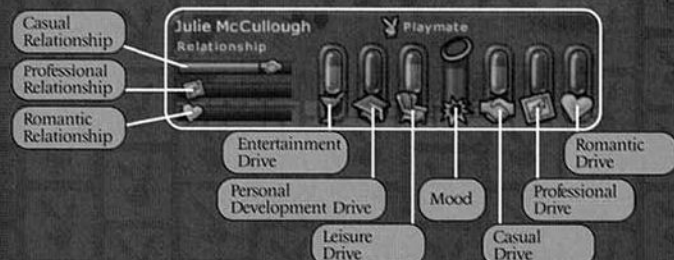 Casual
Relationship
Professional
Relationship
Romantic
Relationship
Julie McCullough
Playmate
Relationship
Entertainment
Drive
Personal
Development Drive
Leisure
Drive
Mood
Casual
Drive
Professional
Drive
Romantic
Drive